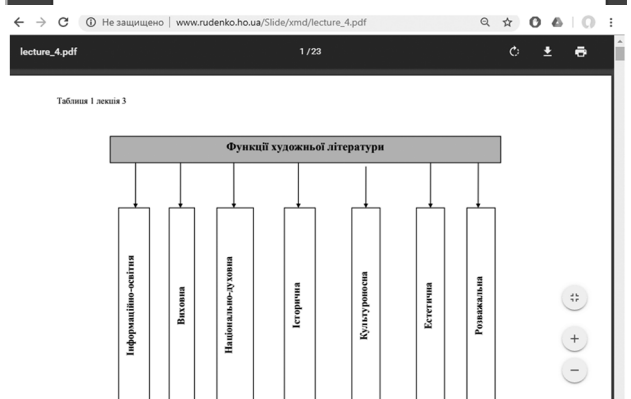 Не защищено | www.rudenko.ho.ua/Slide/xmd/lecture_4.pdf
lecture_4.pdf
1 / 23
Таблиця 1 лекція 3
Функції художньої літератури
Інформаційно-освітня
Виховна
Національно-духовна
Історична
Культуроносна
Естетична
Розважальна